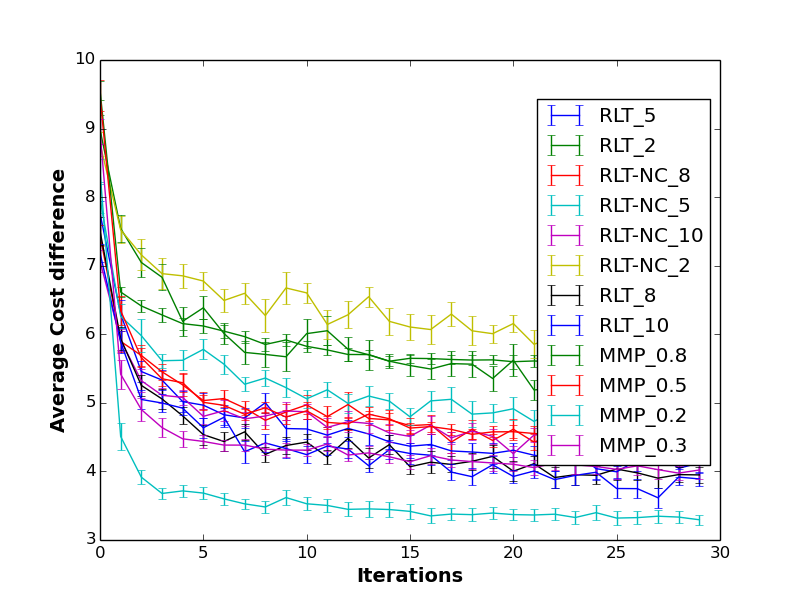 10
9
8
7
6
5
4
3
0
5
10
15
20
25
30
Average Cost difference
Iterations
RLT_5
RLT_2
RLT-NC_8
RLT-NC_5
RLT-NC_10
RLT-NC_2
RLT_8
RLT_10
MMP_0.8
MMP_0.5
MMP_0.2
MMP_0.3